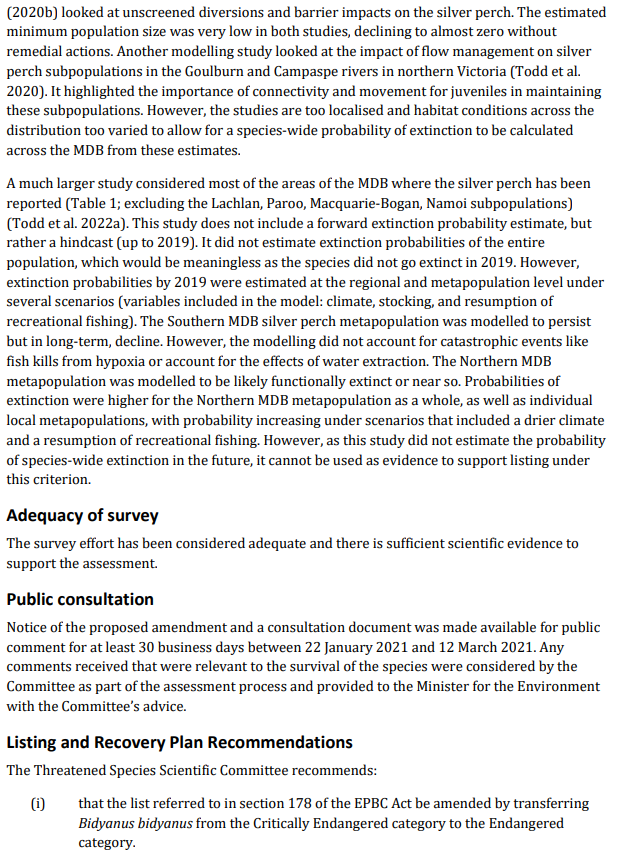 (2020b) looked at unscreened diversions and barrier impacts on the silver perch. The estimated
minimum population size was very low in both studies, declining to almost zero without
remedial actions. Another modelling study looked at the impact of flow management on silver
perch subpopulations in the Goulburn and Campaspe rivers in northern Victoria (Todd et al.
2020). It highlighted the importance of connectivity and movement for juveniles in maintaining
these subpopulations. However, the studies are too localised and habitat conditions across the
distribution too varied to allow for a species-wide probability of extinction to be calculated
across the MDB from these estimates.
A much larger study considered most of the areas of the MDB where the silver perch has been
reported (Table 1; excluding the Lachlan, Paroo, Macquarie-Bogan, Namoi subpopulations)
(Todd et al. 2022a). This study does not include a forward extinction probability estimate, but
rather a hindcast (up to 2019). It did not estimate extinction probabilities of the entire
population, which would be meaningless as the species did not go extinct in 2019. However,
extinction probabilities by 2019 were estimated at the regional and metapopulation level under
several scenarios (variables included in the model: climate, stocking, and resumption of
recreational fishing). The Southern MDB silver perch metapopulation was modelled to persist
but in long-term, decline. However, the modelling did not account for catastrophic events like
fish kills from hypoxia or account for the effects of water extraction. The Northern MDB
metapopulation was modelled to be likely functionally extinct or near so. Probabilities of
extinction were higher for the Northern MDB metapopulation as a whole, as well as individual
local metapopulations, with probability increasing under scenarios that included a drier climate
and a resumption of recreational fishing. However, as this study did not estimate the probability
of species-wide extinction in the future, it cannot be used as evidence to support listing under
this criterion.
Adequacy of survey
The survey effort has been considered adequate and there is sufficient scientific evidence to
support the assessment.
Public consultation
Notice of the proposed amendment and a consultation document was made available for public
comment for at least 30 business days between 22 January 2021 and 12 March 2021. Any
comments received that were relevant to the survival of the species were considered by the
Committee as part of the assessment process and provided to the Minister for the Environment
with the Committee's advice.
Listing and Recovery Plan Recommendations
The Threatened Species Scientific Committee recommends:
(i) that the list referred to in section 178 of the EPBC Act be amended by transferring
Bidyanus bidyanus from the Critically Endangered category to the Endangered
category.